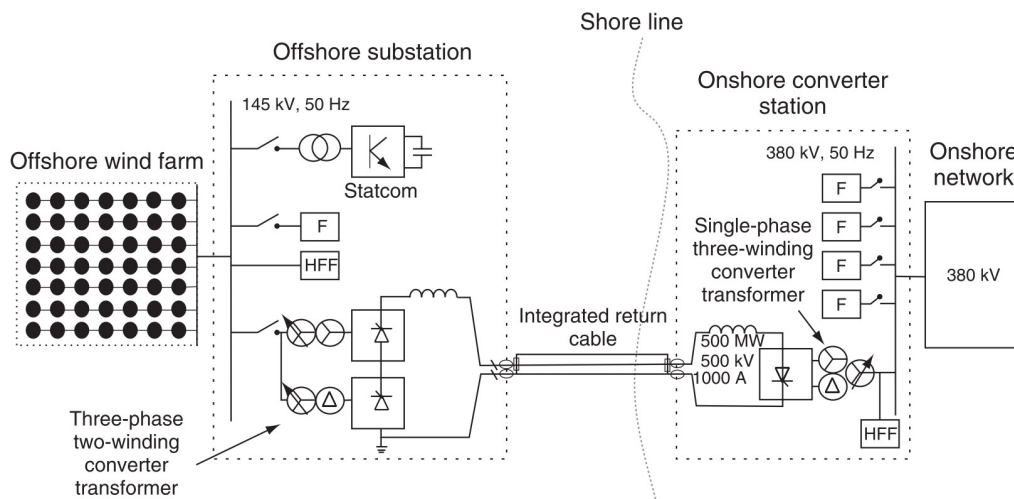 Shore line
Offshore substation
Onshore converter
station
145 kV, 50 Hz
380 kV, 50 Hz
Offshore wind farm
Onshore
network
Statcom
F
HFF
F
F
F
F
Single-phase
three-winding
converter
transformer
380 kV
Integrated return
cable
500 MW
500 kV
1000 A
Δ
Δ
HFF
Three-phase
two-winding
converter
transformer